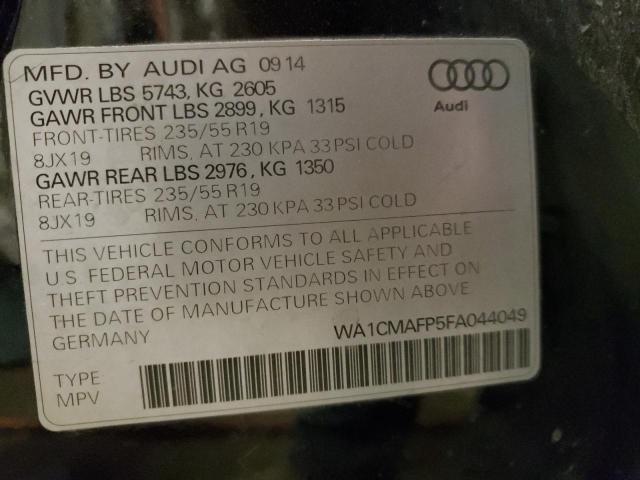 MFD. BY AUDI AG 09 14
GVWR LBS 5743, KG 2605
GAWR FRONT LBS 2899, KG 1315
FRONT-TIRES 235/55 R19
8JX19 RIMS, AT 230 KPA 33 PSI COLD
GAWR REAR LBS 2976, KG 1350
REAR-TIRES 235/55 R19
8JX19 RIMS, AT 230 KPA 33 PSI COLD
Audi
THIS VEHICLE CONFORMS TO ALL APPLICABLE
U.S. FEDERAL MOTOR VEHICLE SAFETY AND
THEFT PREVENTION STANDARDS IN EFFECT ON
THE DATE OF MANUFACTURE SHOWN ABOVE
GERMANY
WA1CMAFP5FA044049
TYPE
MPV